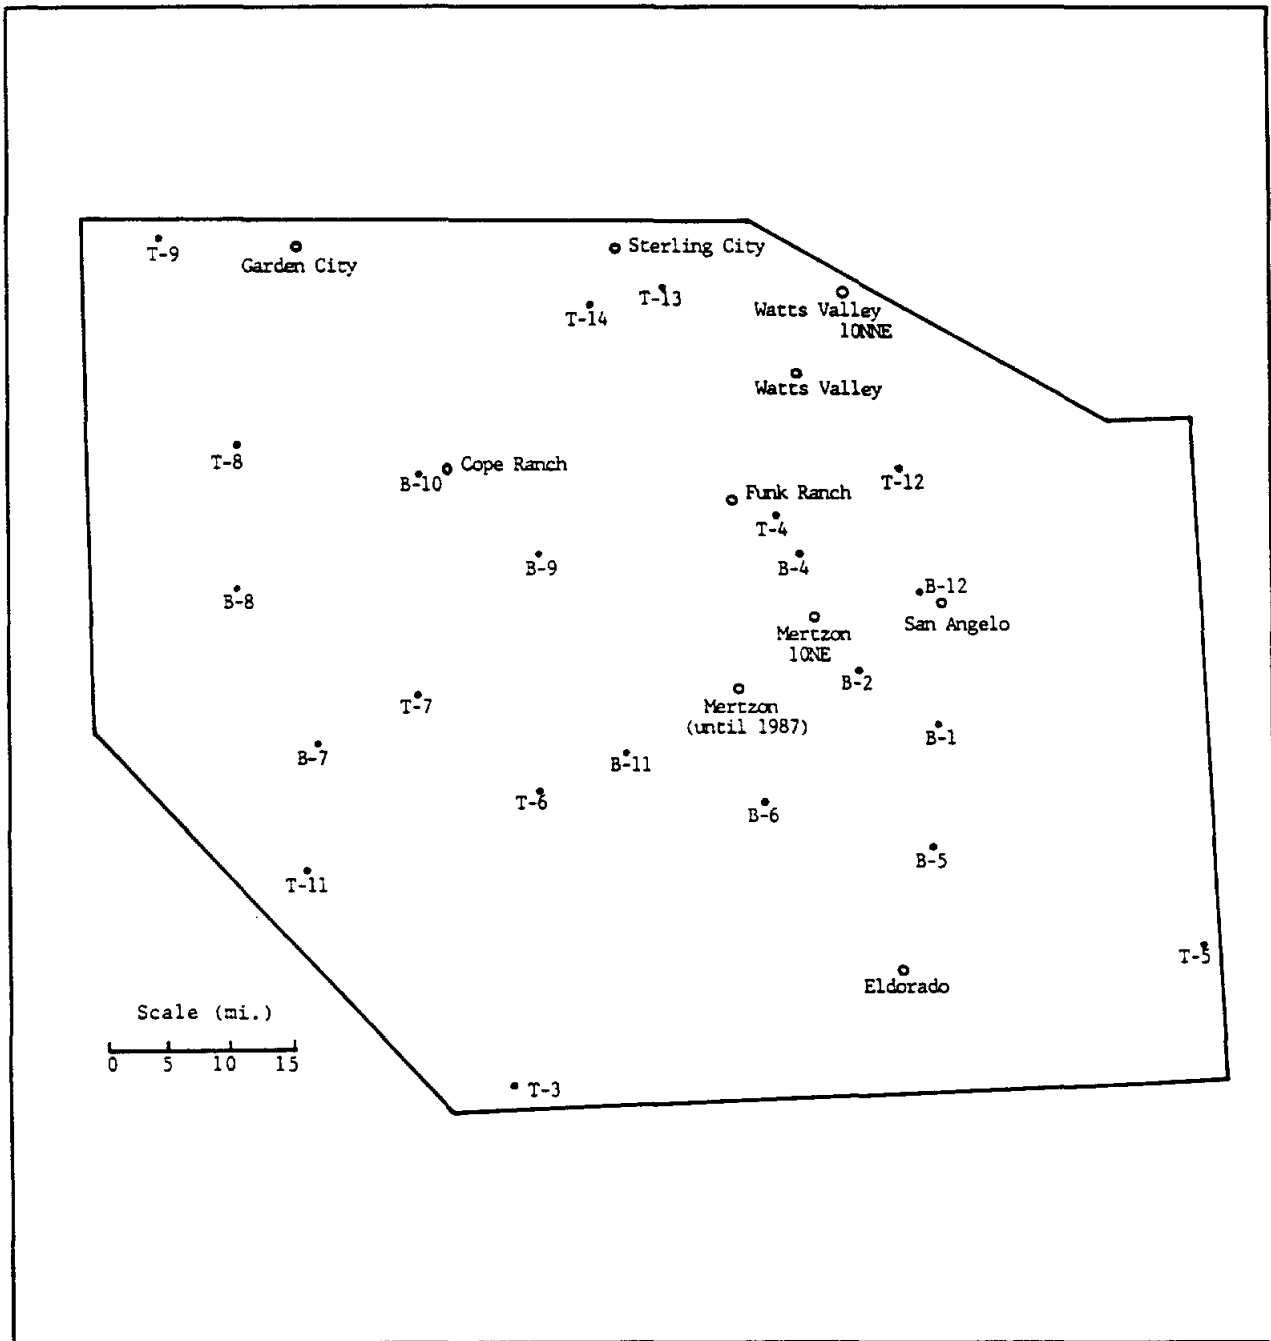 T-9
Garden City
Sterling City
T-13
T-14
Watts Valley
10NNE
Watts Valley
T-8
B-10
Cope Ranch
Funk Ranch
T-12
T-4
B-9
B-4
B-8
B-12
San Angelo
Mertzon
10NE
B-2
T-7
Mertzon
(until 1987)
B-1
B-7
B-11
T-6
B-6
B-5
T-11
T-5
Eldorado
Scale (mi.)
0 5 10 15
T-3